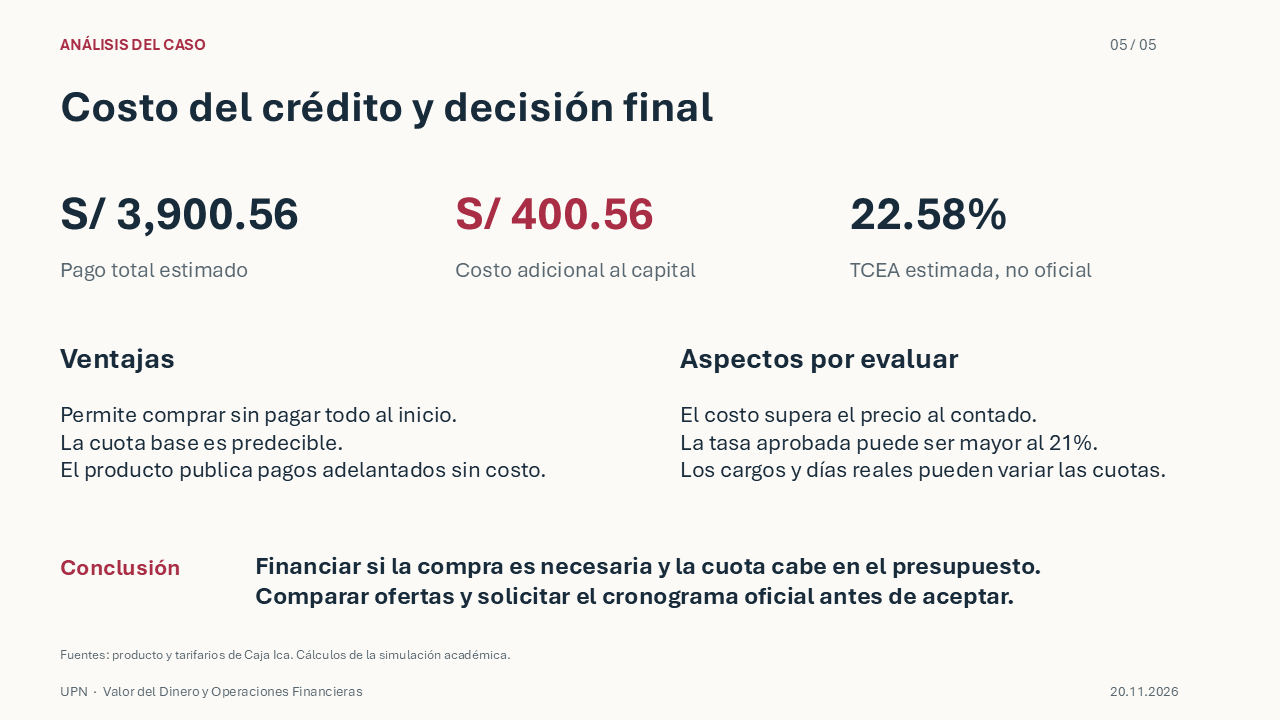 ANÁLISIS DEL CASO
05 / 05
Costo del crédito y decisión final
S/ 3,900.56
S/ 400.56
22.58%
Pago total estimado
Costo adicional al capital
TCEA estimada, no oficial
Ventajas
Aspectos por evaluar
Permite comprar sin pagar todo al inicio.
La cuota base es predecible.
El producto publica pagos adelantados sin costo.
El costo supera el precio al contado.
La tasa aprobada puede ser mayor al 21%.
Los cargos y días reales pueden variar las cuotas.
Conclusión
Financiar si la compra es necesaria y la cuota cabe en el presupuesto.
Comparar ofertas y solicitar el cronograma oficial antes de aceptar.
Fuentes: producto y tarifarios de Caja Ica. Cálculos de la simulación académica.
UPN · Valor del Dinero y Operaciones Financieras
20.11.2026